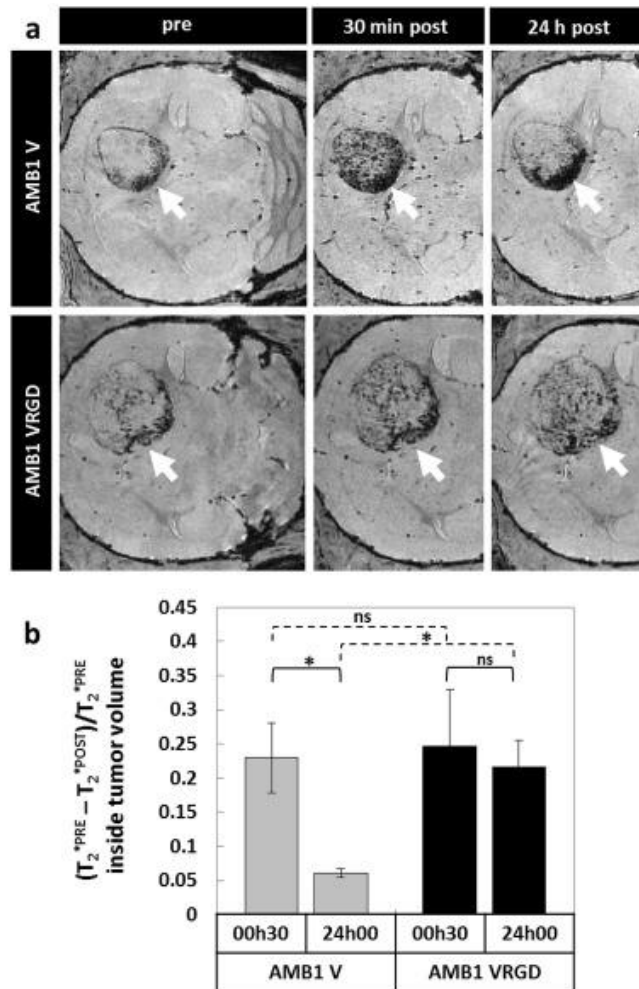 a
pre 30 min post 24 h post
AMB1 V
AMB1 VRGD
b
(T₂*PRE – T₂*POST)/T₂*PRE
inside tumor volume
0.45
0.4
0.35
0.3
0.25
0.2
0.15
0.1
0.05
0
ns
*
*
ns
00h30 24h00 00h30 24h00
AMB1 V AMB1 VRGD